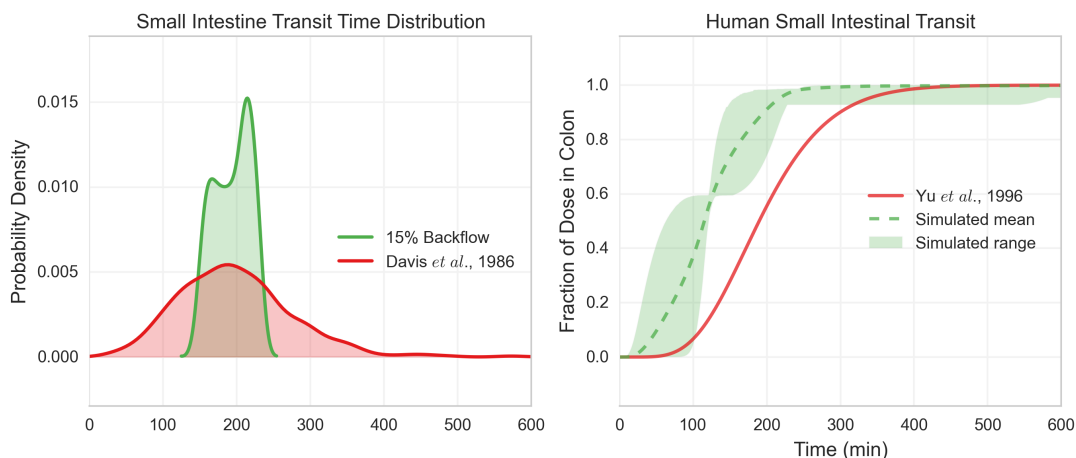 Small Intestine Transit Time Distribution
Probability Density
0.015
0.010
0.005
0.000
15% Backflow
Davis et al., 1986
0 100 200 300 400 500 600
Human Small Intestinal Transit
Fraction of Dose in Colon
1.0
0.8
0.6
0.4
0.2
0.0
Yu et al., 1996
Simulated mean
Simulated range
0 100 200 300 400 500 600
Time (min)